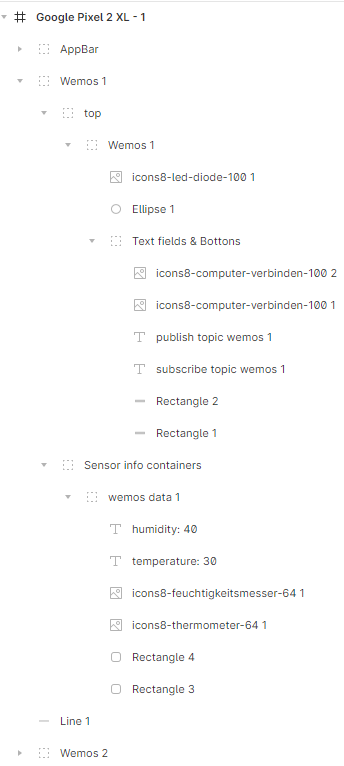 Google Pixel 2 XL - 1
AppBar
Wemos 1
top
Wemos 1
icons8-led-diode-100 1
Ellipse 1
Text fields & Bottons
icons8-computer-verbinden-100 2
icons8-computer-verbinden-100 1
publish topic wemos 1
subscribe topic wemos 1
Rectangle 2
Rectangle 1
Sensor info containers
wemos data 1
humidity: 40
temperature: 30
icons8-feuchtigkeitsmesser-64 1
icons8-thermometer-64 1
Rectangle 4
Rectangle 3
Line 1
Wemos 2